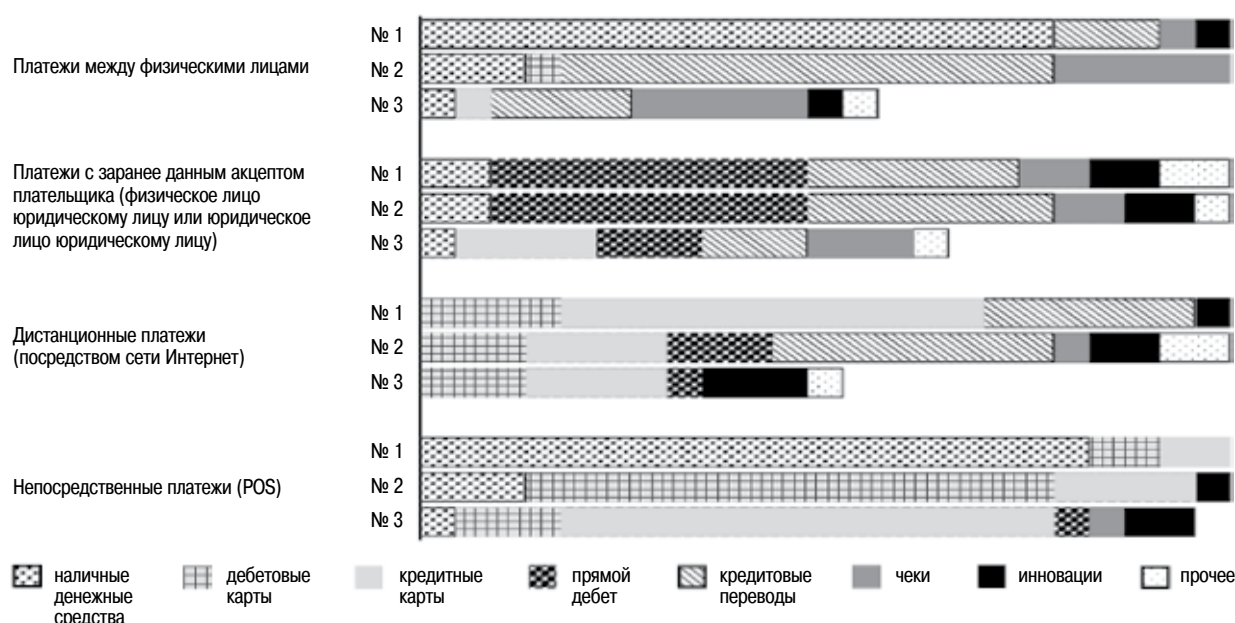 № 1
Платежи между физическими лицами
№ 2
№ 3
Платежи с заранее данным акцептом
плательщика (физическое лицо
юридическому лицу или юридическое
лицо юридическому лицу)
№ 1
№ 2
№ 3
Дистанционные платежи
(посредством сети Интернет)
№ 1
№ 2
№ 3
Непосредственные платежи (POS)
№ 1
№ 2
№ 3
наличные
денежные
средства
дебетовые
карты
кредитные
карты
прямой
дебет
кредитовые
переводы
чеки
инновации
прочее